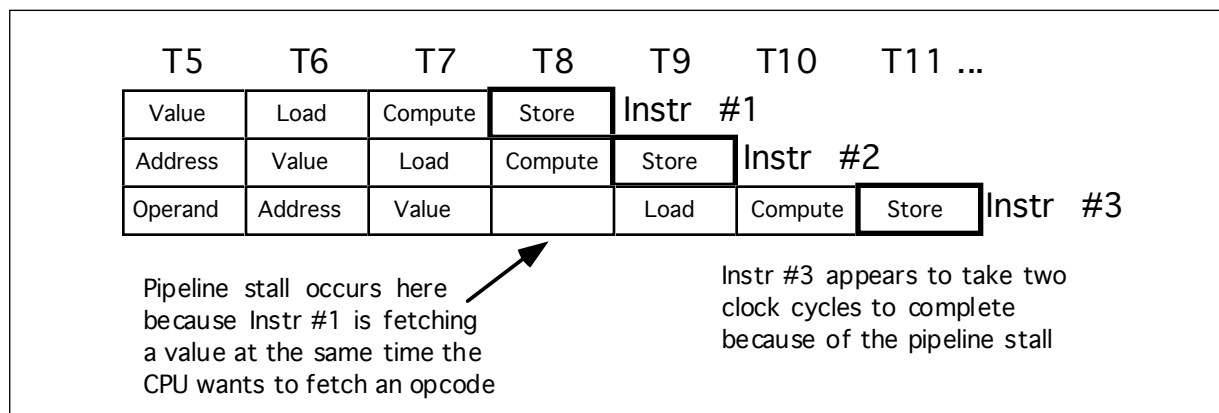 T5 T6 T7 T8 T9 T10 T11 ...
Value Load Compute Store Instr #1
Address Value Load Compute Store Instr #2
Operand Address Value Load Compute Store Instr #3
Pipeline stall occurs here
because Instr #1 is fetching
a value at the same time the
CPU wants to fetch an opcode
Instr #3 appears to take two
clock cycles to complete
because of the pipeline stall